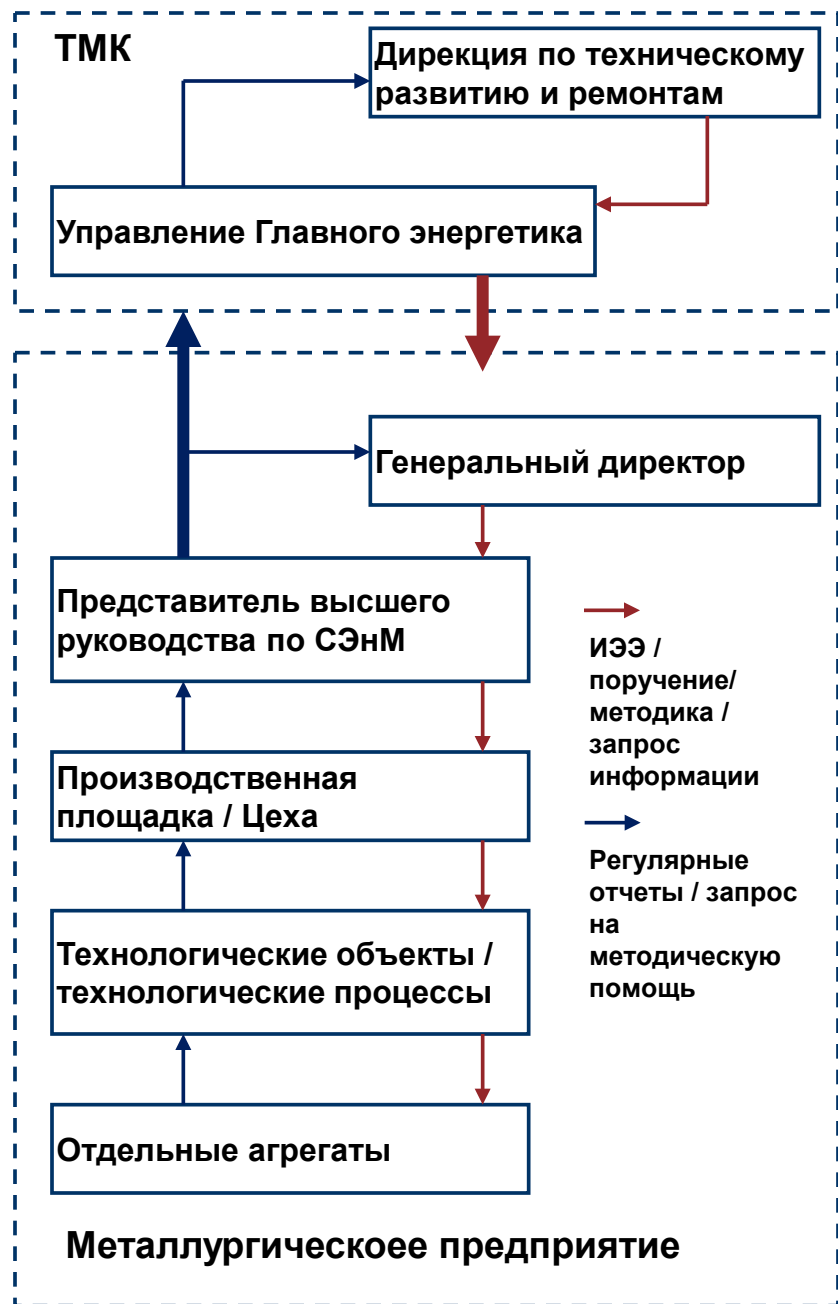 ТМК
Дирекция по техническому
развитию и ремонтам
Управление Главного энергетика
Генеральный директор
Представитель высшего
руководства по СЭнМ
ИЭЭ /
поручение/
методика /
запрос
информации
Производственная
площадка / Цеха
Регулярные
отчеты / запрос
на
методическую
помощь
Технологические объекты /
технологические процессы
Отдельные агрегаты
Металлургическоее предприятие